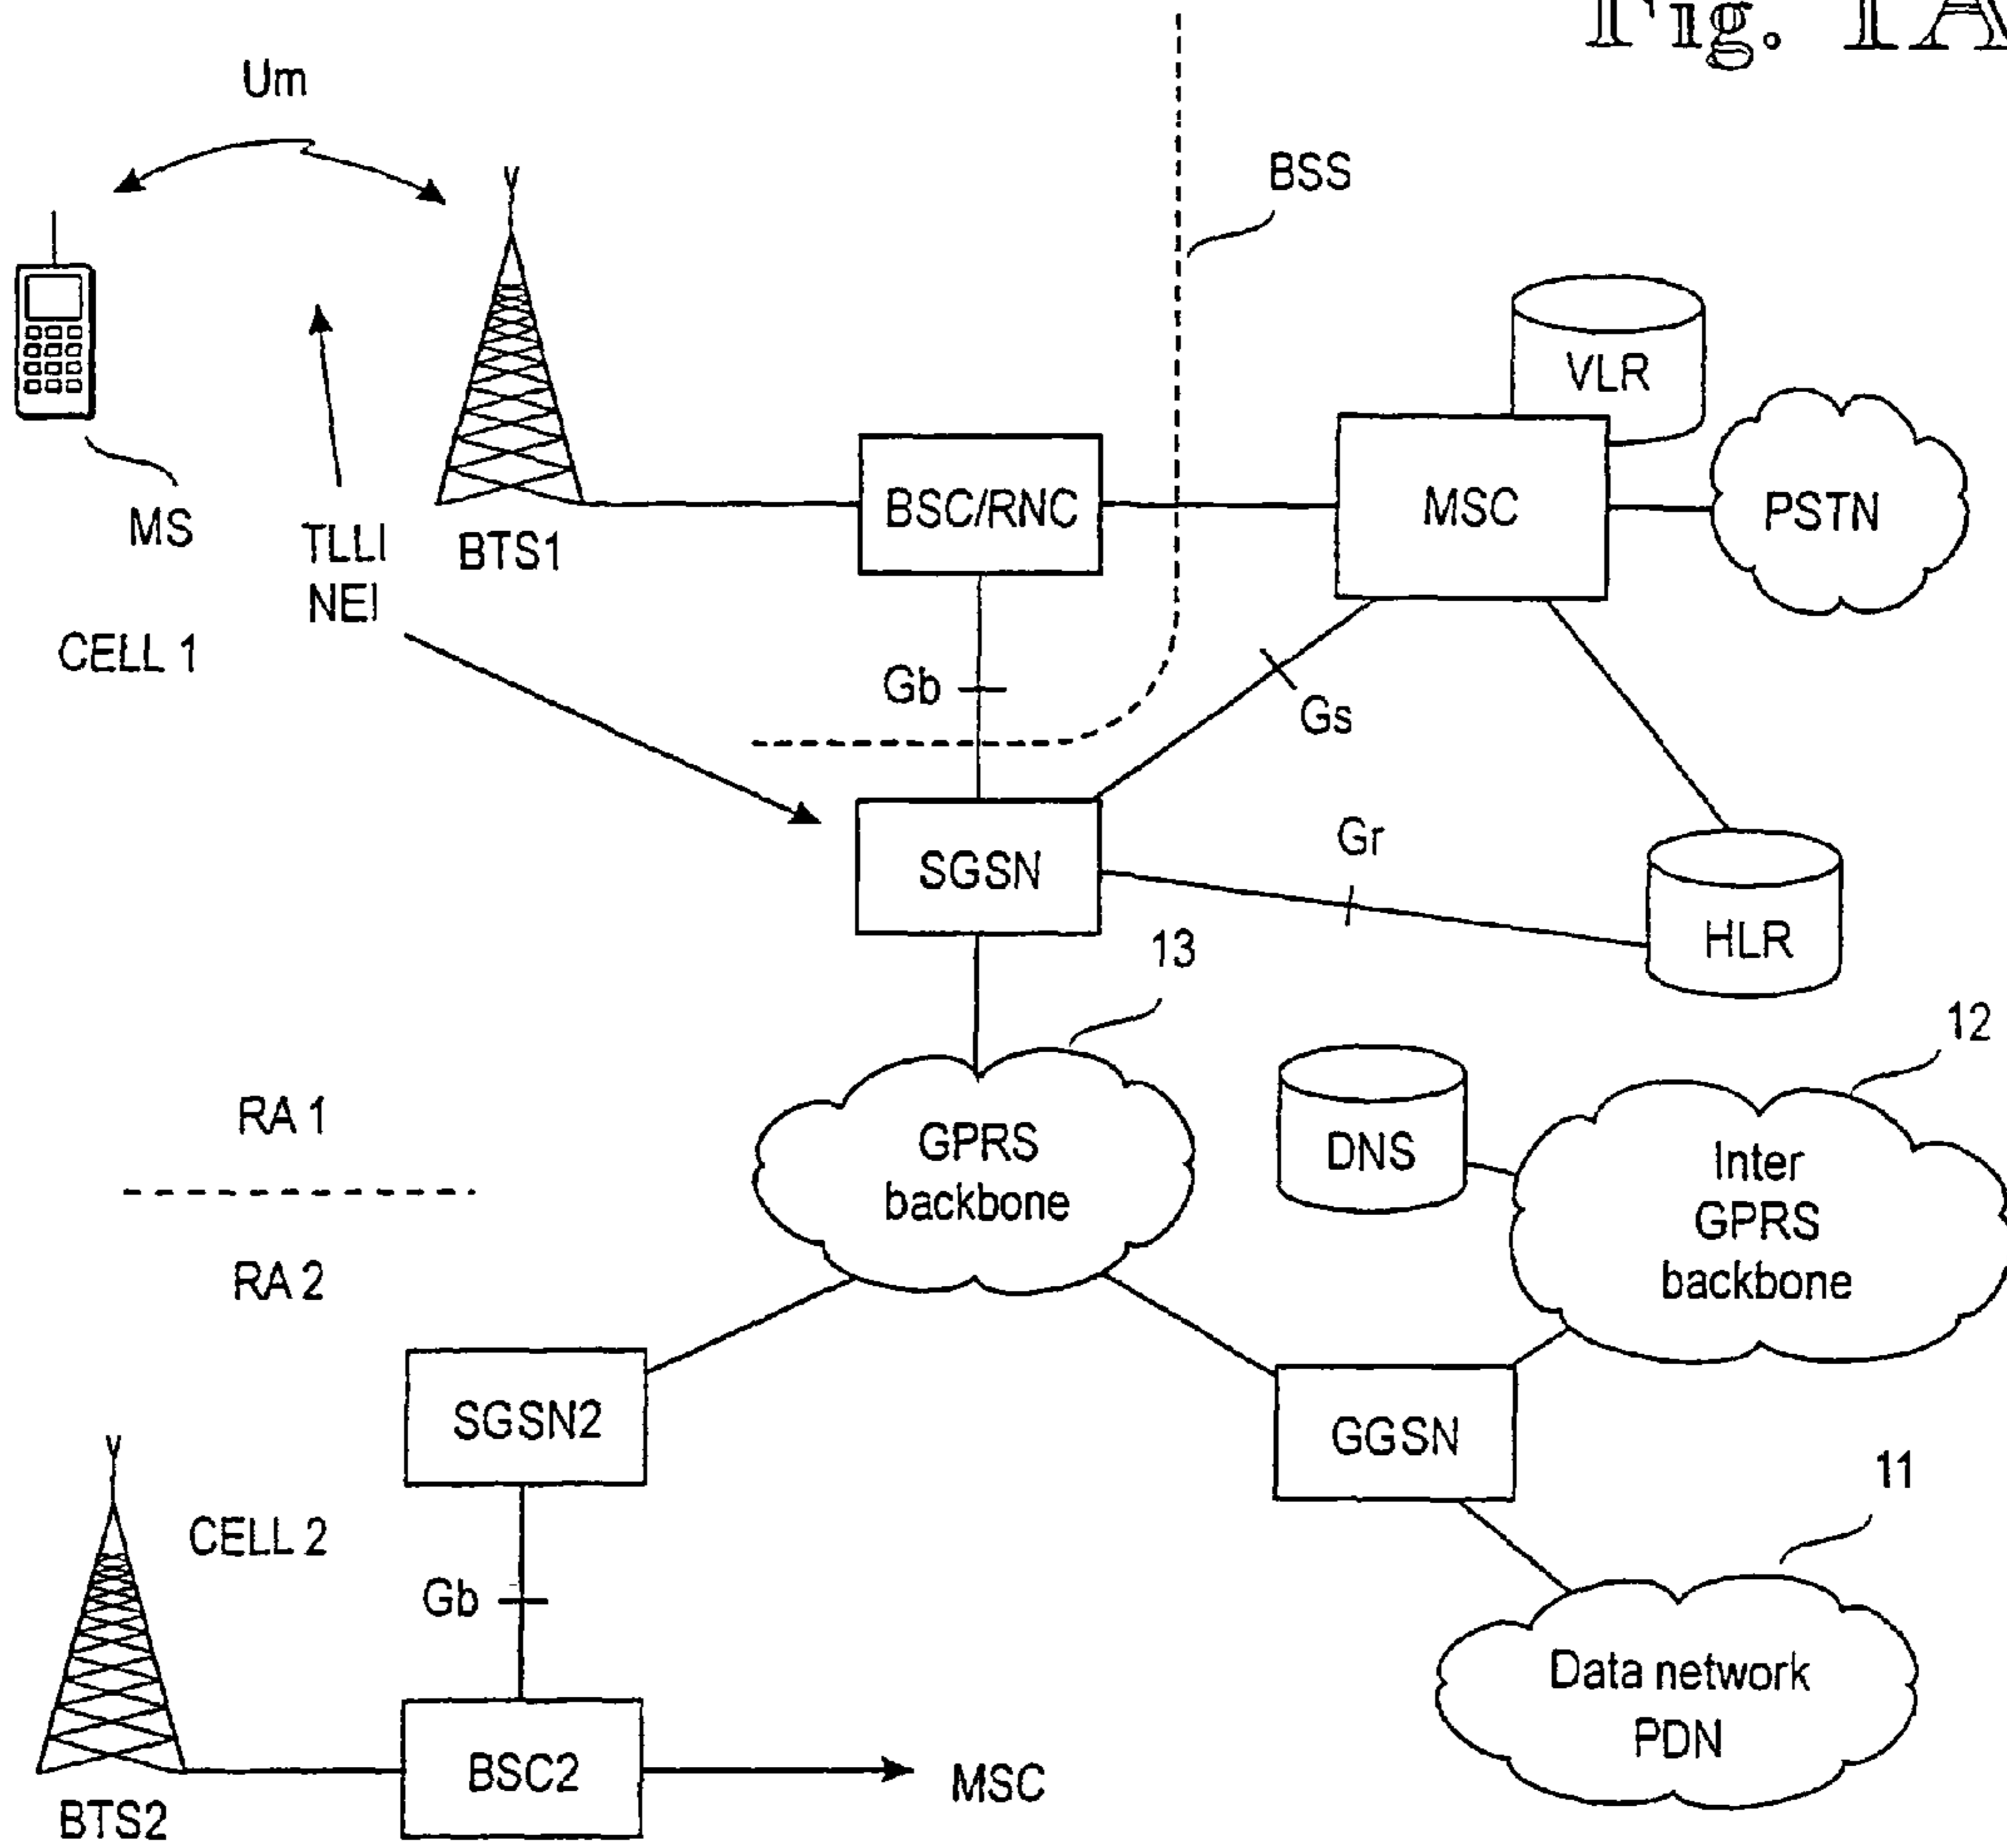 Fig. 1A
Um
BSS
VLR
BSC/RNC
MSC
PSTN
MS
TLLI
NEI
BTS1
CELL 1
Gb
Gs
SGSN
Gr
HLR
13
12
RA 1
GPRS
backbone
DNS
Inter
GPRS
backbone
RA 2
SGSN2
GGSN
11
CELL 2
Gb
Data network
PDN
BSC2
MSC
BTS2